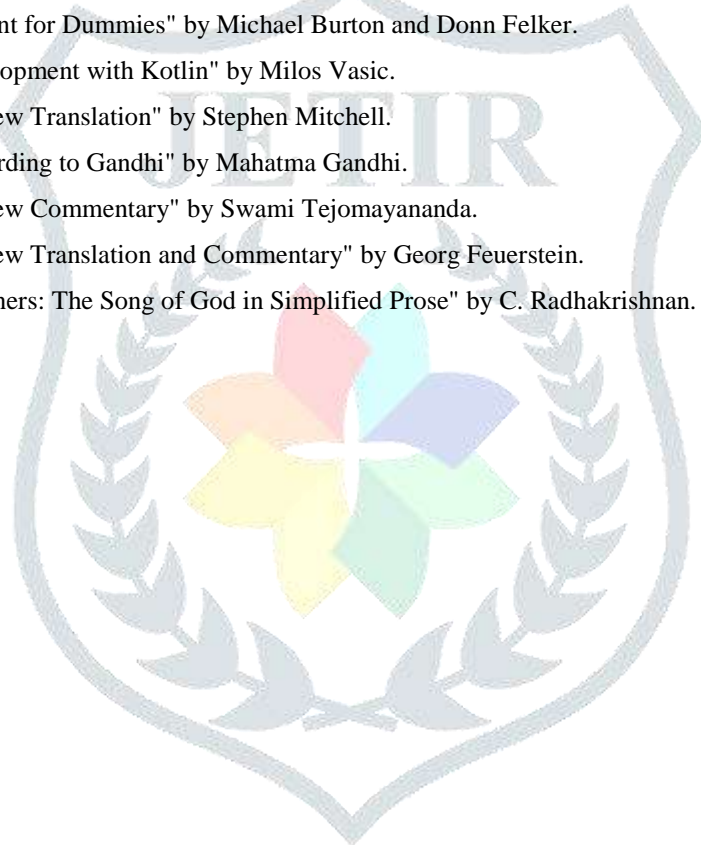 nt for Dummies" by Michael Burton and Donn Felker.
opment with Kotlin" by Milos Vasic.
ew Translation" by Stephen Mitchell.
JETIR
rding to Gandhi" by Mahatma Gandhi.
ew Commentary" by Swami Tejomayananda.
ew Translation and Commentary" by Georg Feuerstein.
ners: The Song of God in Simplified Prose" by C. Radhakrishnan.